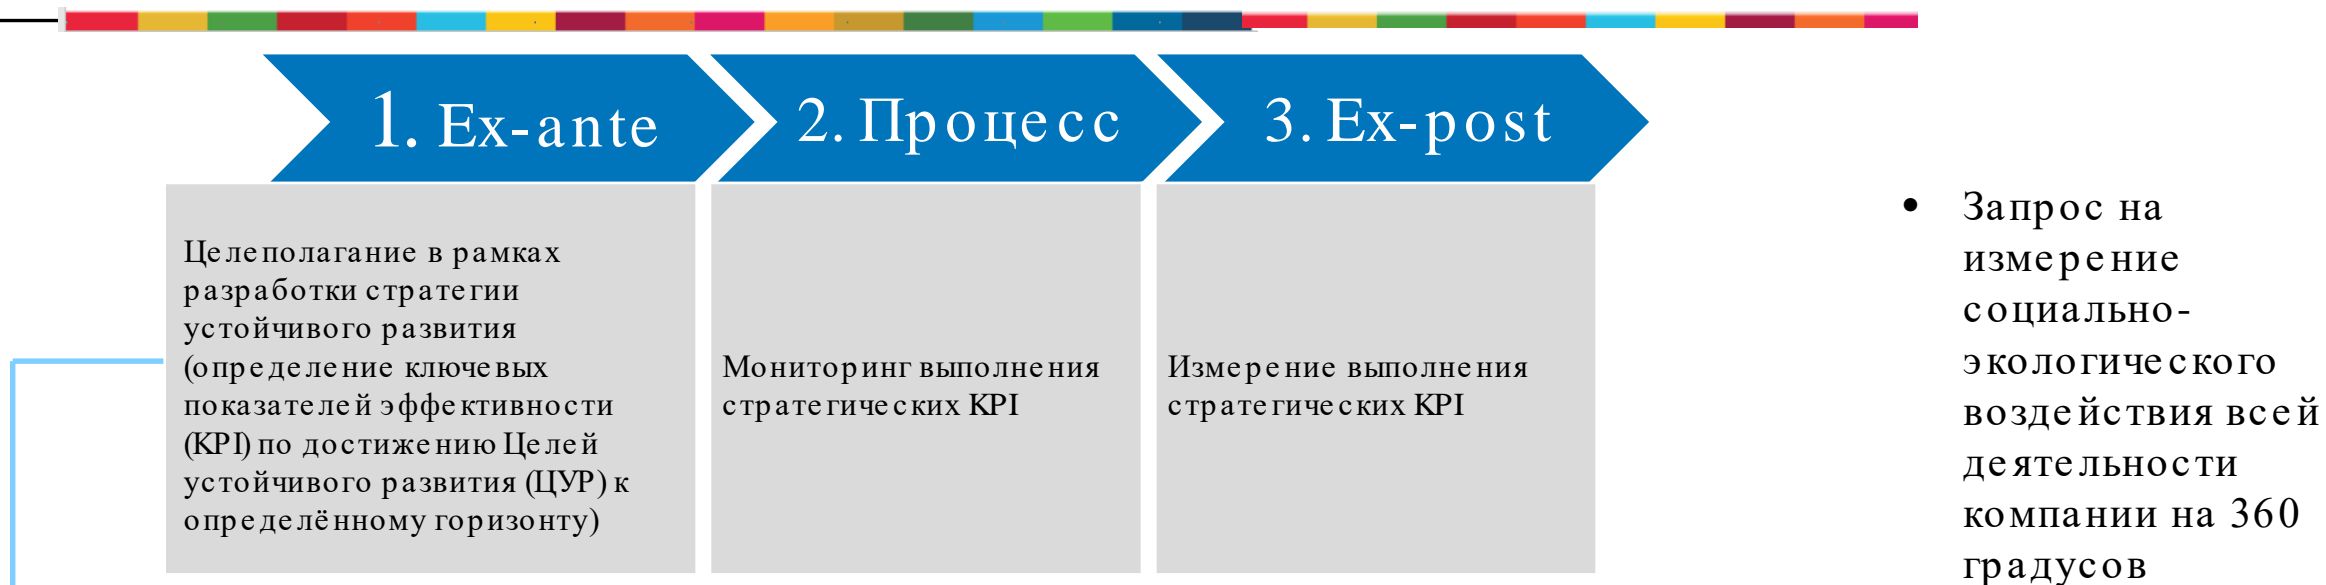 1. Ex-ante
2. Процесс
3. Ex-post
Целеполагание в рамках
разработки стратегии
устойчивого развития
(определение ключевых
показателей эффективности
(KPI) по достижению Целей
устойчивого развития (ЦУР) к
определённому горизонту)
Мониторинг выполнения
стратегических KPI
Измерение выполнения
стратегических KPI
• Запрос на
измерение
социально-
экологического
воздействия всей
деятельности
компании на 360
градусов